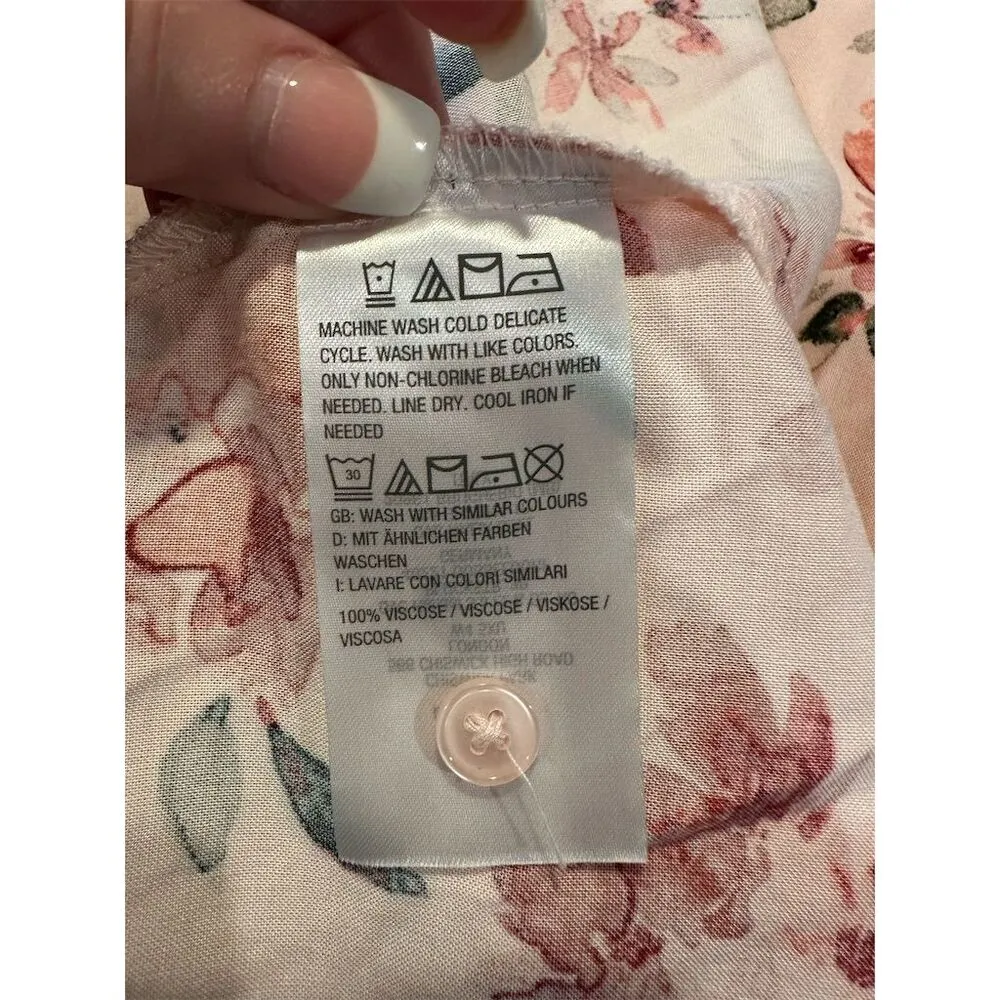 MACHINE WASH COLD DELICATE
CYCLE. WASH WITH LIKE COLORS.
ONLY NON-CHLORINE BLEACH WHEN
NEEDED. LINE DRY. COOL IRON IF
NEEDED
30
GB: WASH WITH SIMILAR COLOURS
D: MIT ÄHNLICHEN FARBEN
WASCHEN
I: LAVARE CON COLORI SIMILARI
100% VISCOSE / VISCOSE / VISKOSE /
VISCOSA